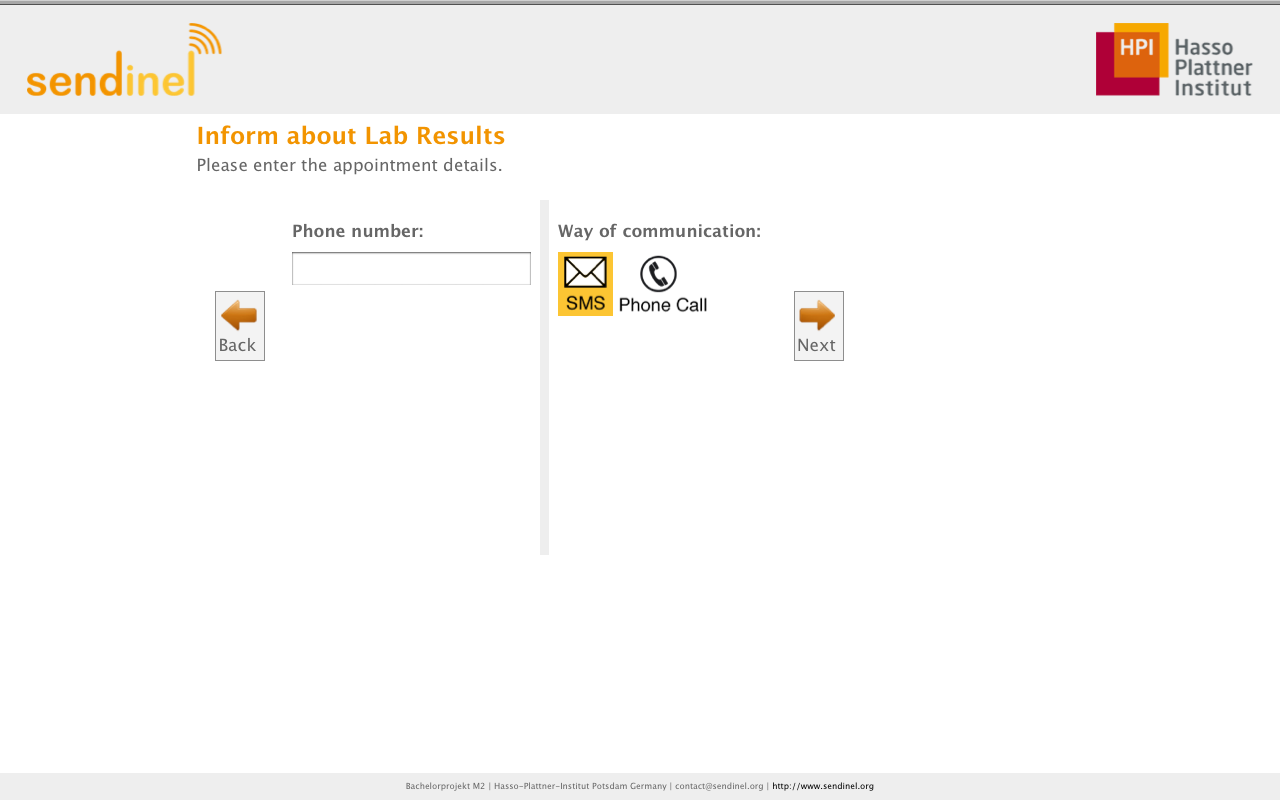 sendinel
HPI
Hasso
Plattner
Institut
Inform about Lab Results
Please enter the appointment details.
Phone number:
Way of communication:
SMS
Phone Call
Back
Next
Bachelorprojekt M2 | Hasso-Plattner-Institut Potsdam Germany | contact@sendinel.org | http://www.sendinel.org